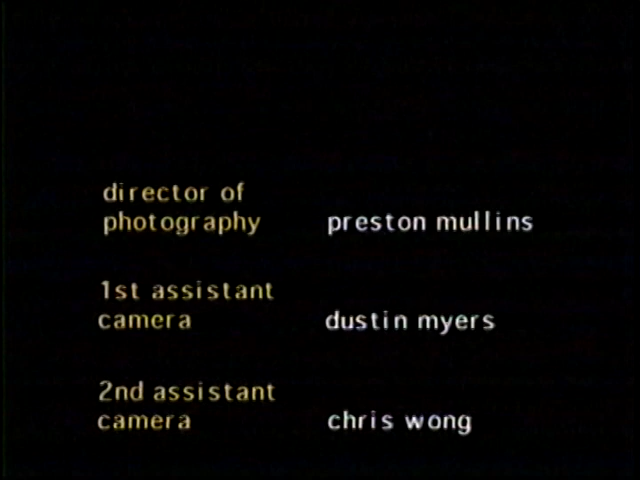 director of
photography preston mullins
1st assistant
camera dustin myers
2nd assistant
camera chris wong